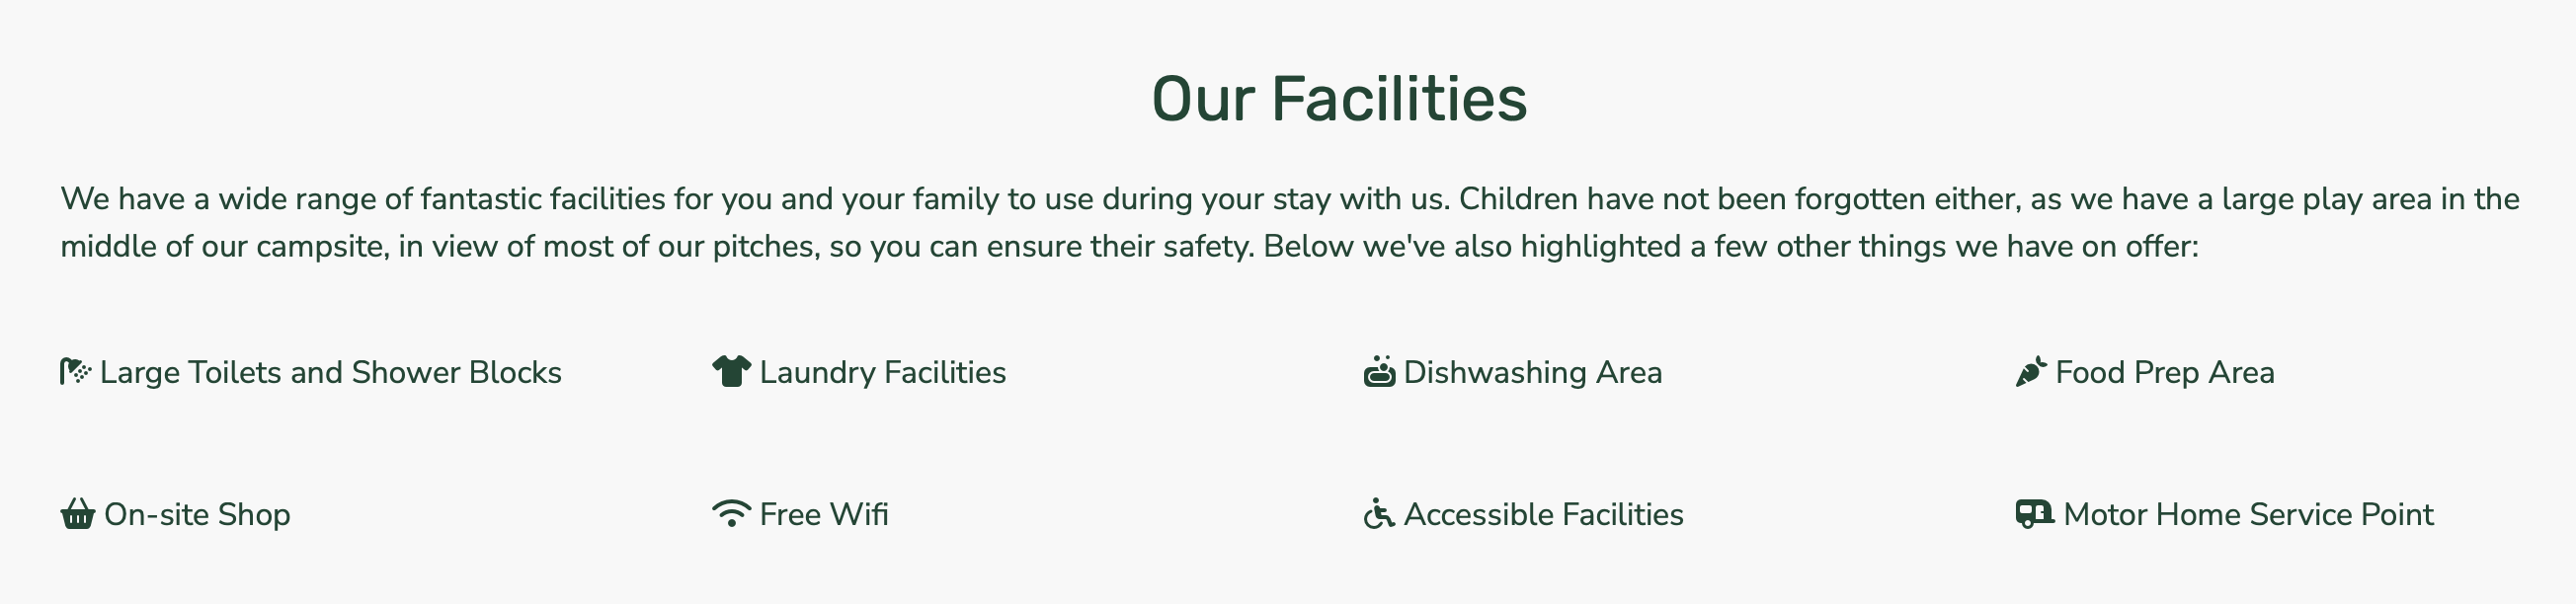 Our Facilities
We have a wide range of fantastic facilities for you and your family to use during your stay with us. Children have not been forgotten either, as we have a large play area in the
middle of our campsite, in view of most of our pitches, so you can ensure their safety. Below we've also highlighted a few other things we have on offer:
Large Toilets and Shower Blocks
Laundry Facilities
Dishwashing Area
Food Prep Area
On-site Shop
Free Wifi
Accessible Facilities
Motor Home Service Point